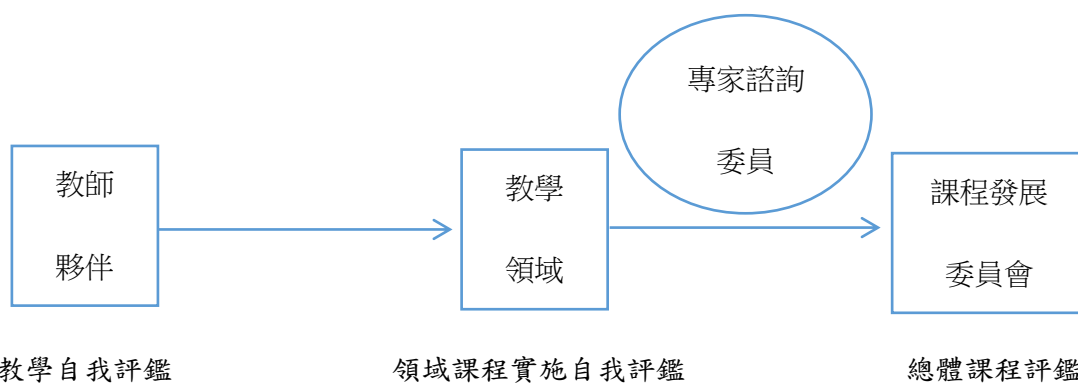 專家諮詢
委員
教師
夥伴
教學
領域
課程發展
委員會
教學自我評鑑
領域課程實施自我評鑑
總體課程評鑑